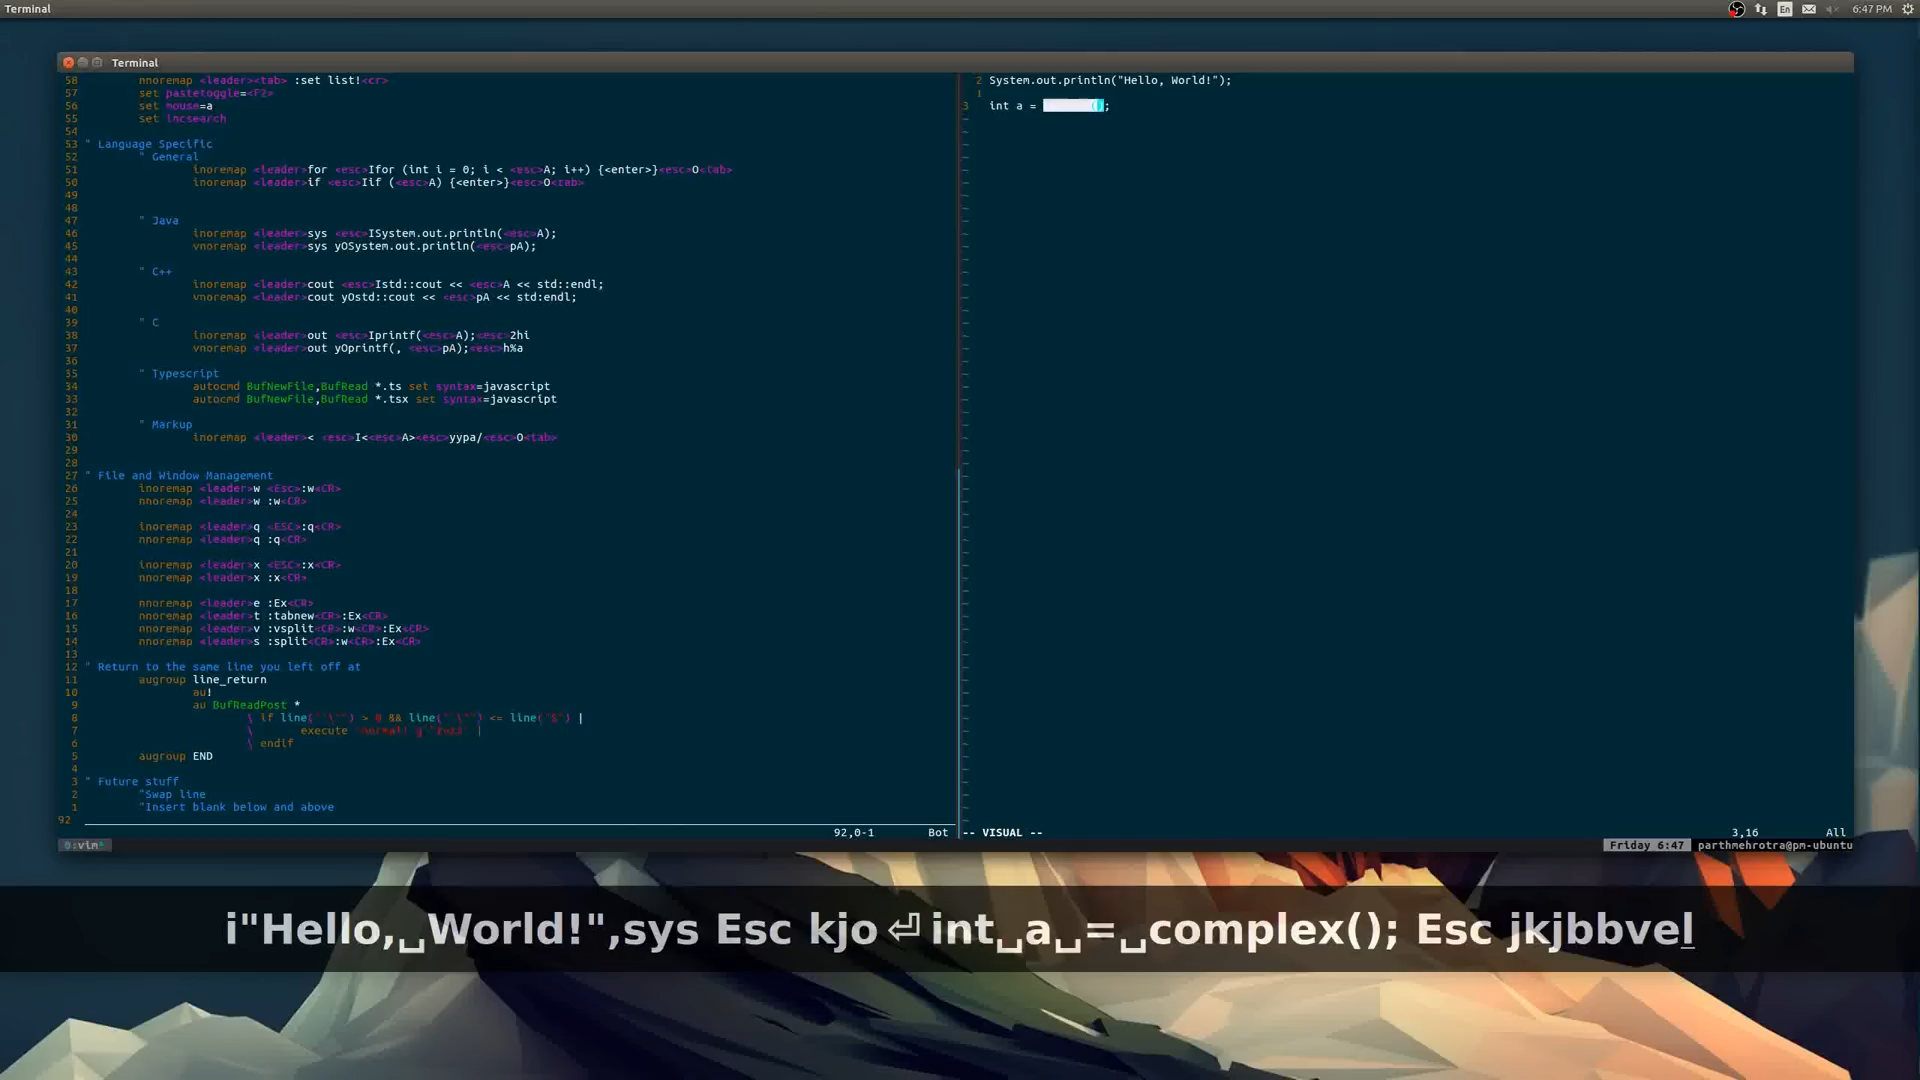 Terminal
En
6:47 PM
Terminal
58 nnoremap <leader><tab> :set list!<cr>
57 set pastetoggle=<F2>
56 set mouse=a
55 set incsearch
54
53 " Language Specific
52 " General
51 inoremap <leader>for <esc>Ifor (int i = 0; i < <esc>A; i++) {<enter>}<esc>O<tab>
50 inoremap <leader>if <esc>Iif (<esc>A) {<enter>}<esc>O<tab>
49
48
47 " Java
46 inoremap <leader>sys <esc>ISystem.out.println(<esc>A);
45 vnoremap <leader>sys yOSystem.out.println(<esc>pA);
44
43 " C++
42 inoremap <leader>cout <esc>Istd::cout << <esc>A << std::endl;
41 vnoremap <leader>cout yOstd::cout << <esc>pA << std:endl;
40
39 " C
38 inoremap <leader>out <esc>Iprintf(<esc>A);<esc>2hi
37 vnoremap <leader>out yOprintf(, <esc>pA);<esc>h%a
36
35 " Typescript
34 autocmd BufNewFile,BufRead *.ts set syntax=javascript
33 autocmd BufNewFile,BufRead *.tsx set syntax=javascript
32
31 " Markup
30 inoremap <leader>< <esc>I<<esc>A><esc>yypa/<esc>O<tab>
29
28
27 " File and Window Management
26 inoremap <leader>w <Esc>:w<CR>
25 nnoremap <leader>w :w<CR>
24
23 inoremap <leader>q <ESC>:q<CR>
22 nnoremap <leader>q :q<CR>
21
20 inoremap <leader>x <ESC>:x<CR>
19 nnoremap <leader>x :x<CR>
18
17 nnoremap <leader>e :Ex<CR>
16 nnoremap <leader>t :tabnew<CR>:Ex<CR>
15 nnoremap <leader>v :vsplit<CR>:w<CR>:Ex<CR>
14 nnoremap <leader>s :split<CR>:w<CR>:Ex<CR>
13
12 " Return to the same line you left off at
11 augroup line_return
10 au!
9 au BufReadPost *
8 \ if line("'\"") > 0 && line("'\"") <= line("$") |
7 \ execute |
6 \ endif
5 augroup END
4
3 " Future stuff
2 "Swap line
1 "Insert blank below and above
92
92,0-1 Bot
2 System.out.println("Hello, World!");
1
3 int a = ();
-- VISUAL -- 3,16 All
0:vim*
Friday 6:47 parthmehrotra@pm-ubuntu
i"Hello,␣World!",sys Esc kjo⏎int␣a␣=␣complex(); Esc jkjbbvel